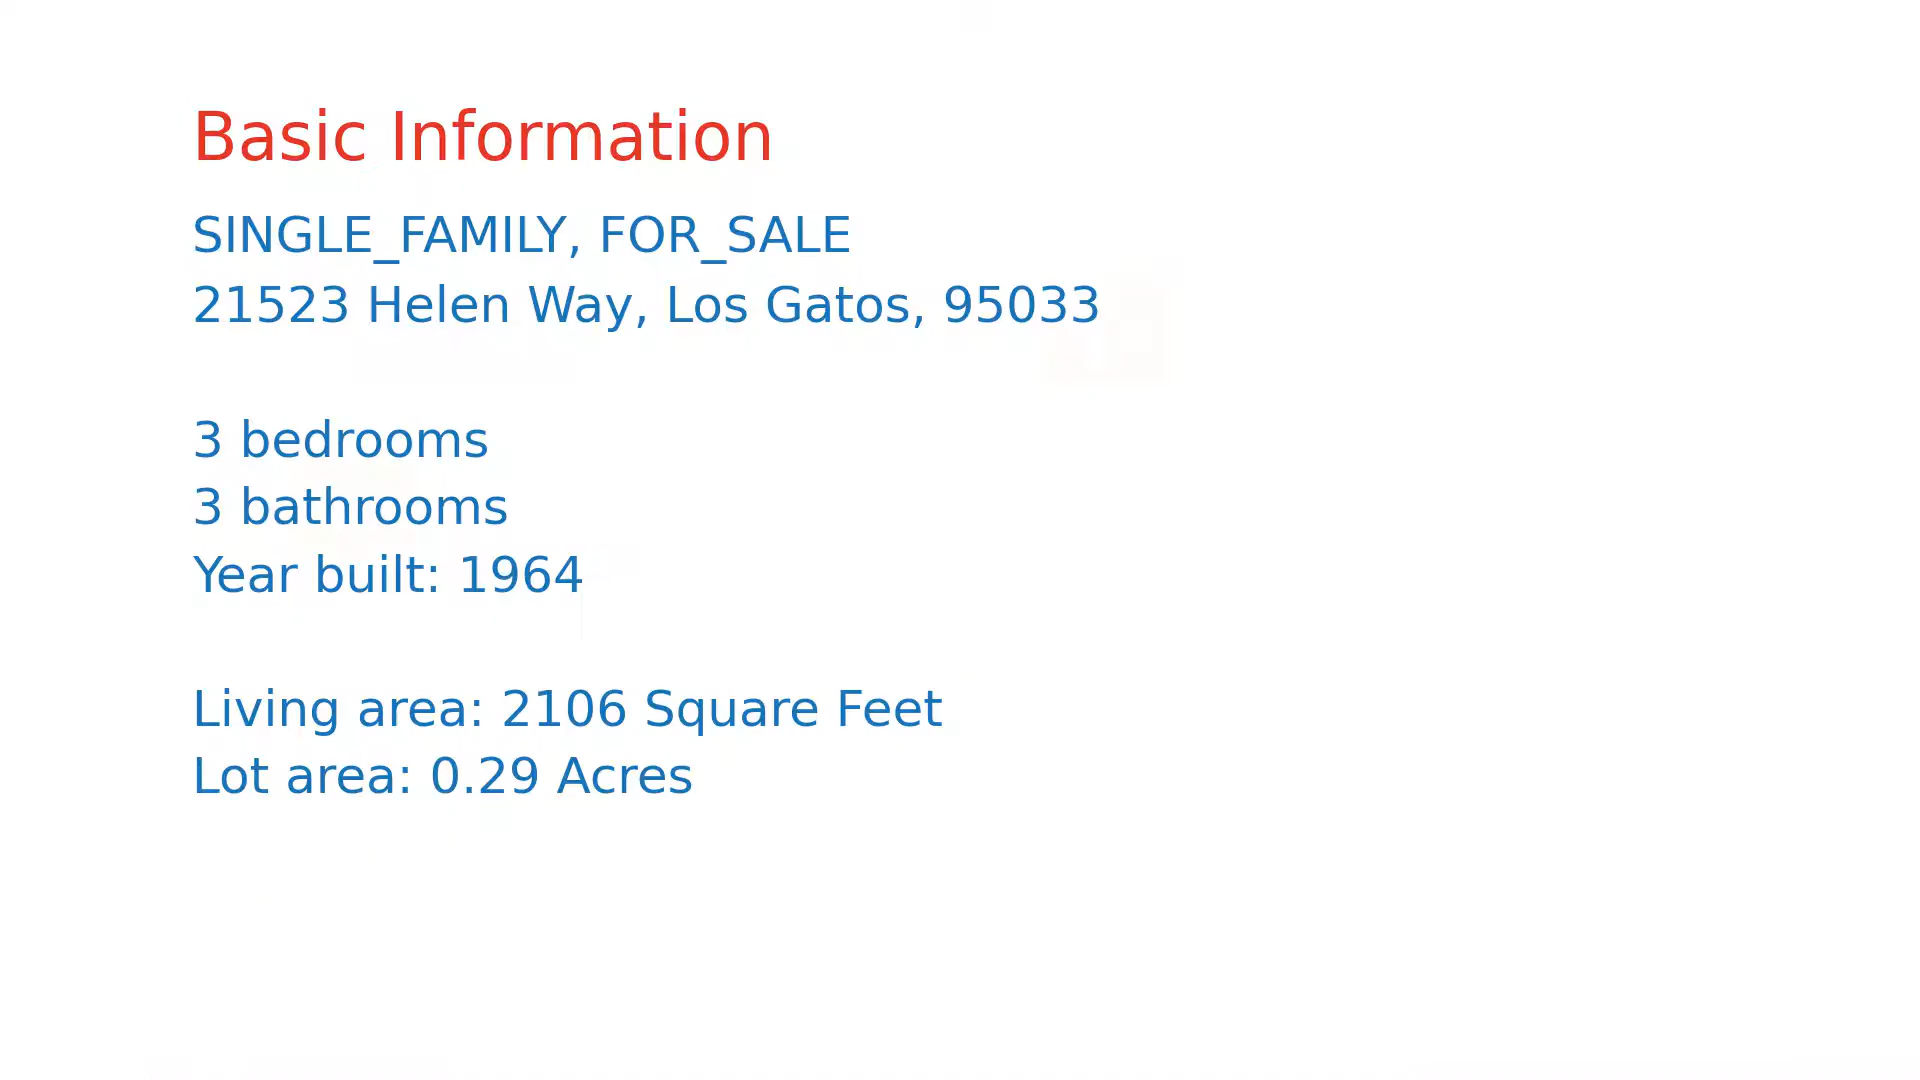 Basic Information
SINGLE_FAMILY, FOR_SALE
21523 Helen Way, Los Gatos, 95033
3 bedrooms
3 bathrooms
Year built: 1964
Living area: 2106 Square Feet
Lot area: 0.29 Acres